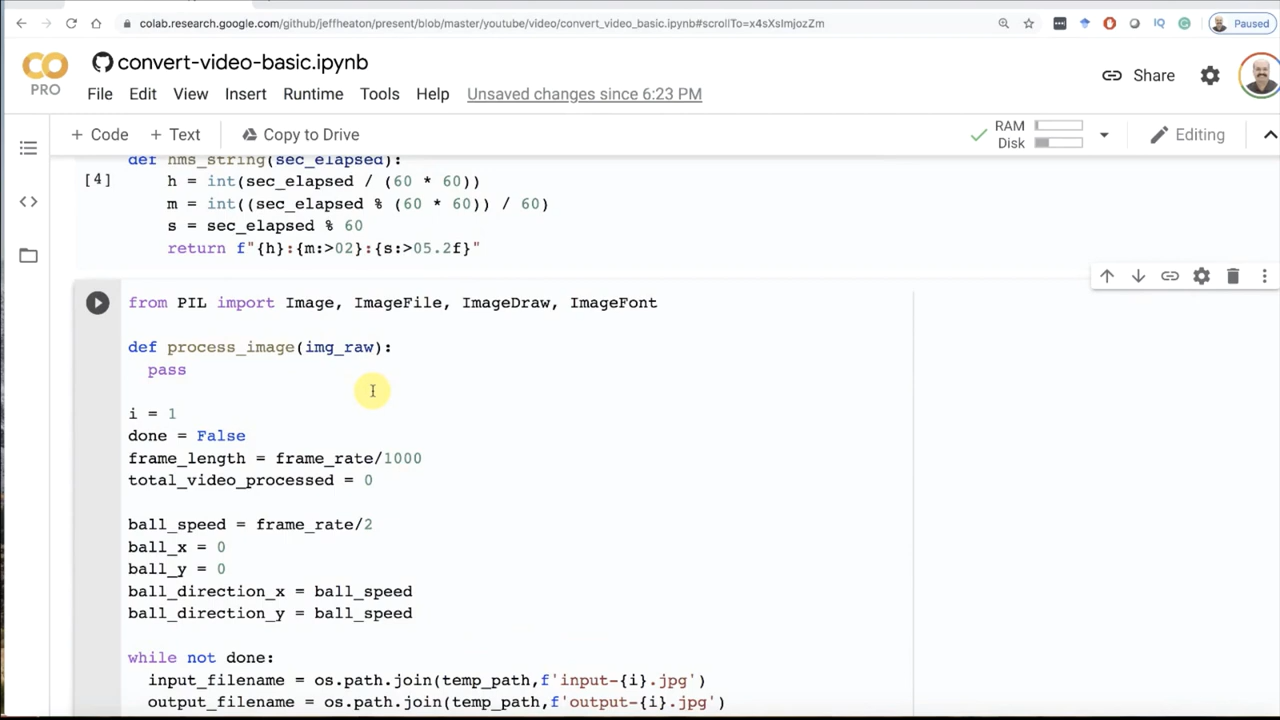 colab.research.google.com/github/jeffheaton/present/blob/master/youtube/video/convert_video_basic.ipynb#scrollTo=x4sXsImjozZm
IQ
Paused
CO
PRO
convert-video-basic.ipynb
Share
File Edit View Insert Runtime Tools Help Unsaved changes since 6:23 PM
+ Code + Text Copy to Drive
RAM
Disk
Editing
def hms_string(sec_elapsed):
[4]
h = int(sec_elapsed / (60 * 60))
m = int((sec_elapsed % (60 * 60)) / 60)
s = sec_elapsed % 60
return f"{h}:{m:>02}:{s:>05.2f}"
from PIL import Image, ImageFile, ImageDraw, ImageFont
def process_image(img_raw):
pass
i = 1
done = False
frame_length = frame_rate/1000
total_video_processed = 0
ball_speed = frame_rate/2
ball_x = 0
ball_y = 0
ball_direction_x = ball_speed
ball_direction_y = ball_speed
while not done:
input_filename = os.path.join(temp_path,f'input-{i}.jpg')
output_filename = os.path.join(temp_path,f'output-{i}.jpg')